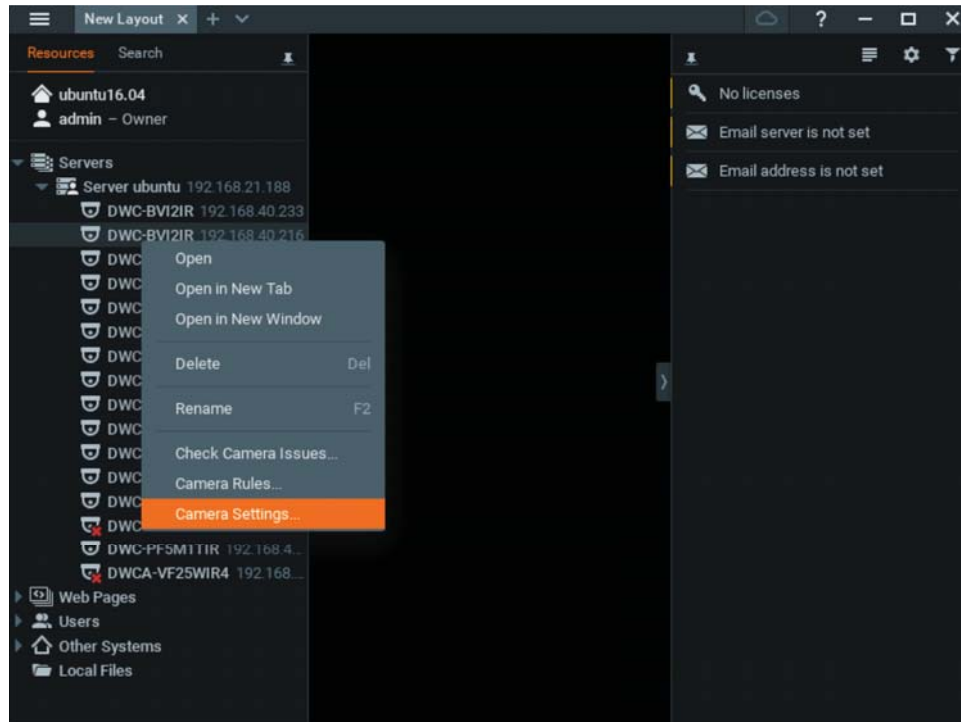 New Layout
Resources Search
ubuntu16.04
admin – Owner
Servers
Server ubuntu 192.168.21.188
DWC-BVI2IR 192.168.40.233
DWC-BVI2IR 192.168.40.216
DWC
DWC
DWC
DWC
DWC
DWC
DWC
DWC
DWC
DWC
DWC
DWC
DWC-PF5M1TIR 192.168.4...
DWCA-VF25WIR4 192.168....
Web Pages
Users
Other Systems
Local Files
Open
Open in New Tab
Open in New Window
Delete Del
Rename F2
Check Camera Issues...
Camera Rules...
Camera Settings...
?
No licenses
Email server is not set
Email address is not set